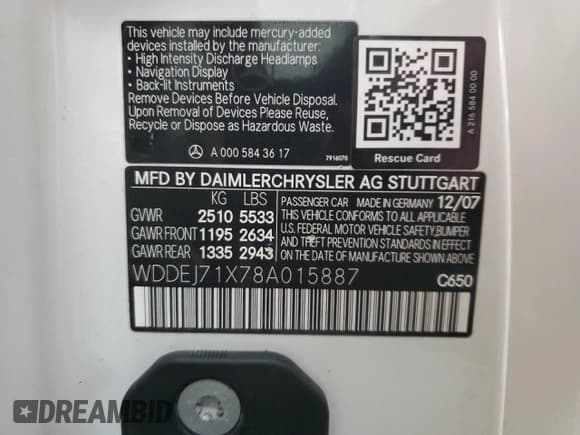 This vehicle may include mercury-added
devices installed by the manufacturer:
• High Intensity Discharge Headlamps
• Navigation Display
• Back-lit Instruments
Remove Devices Before Vehicle Disposal.
Upon Removal of Devices Please Reuse,
Recycle or Dispose as Hazardous Waste.
A 000 584 36 17
7916070
Rescue Card
A 216 584 00 00
MFD BY DAIMLERCHRYSLER AG STUTTGART
KG LBS
GVWR 2510 5533
GAWR FRONT 1195 2634
GAWR REAR 1335 2943
PASSENGER CAR MADE IN GERMANY 12/07
THIS VEHICLE CONFORMS TO ALL APPLICABLE
U.S. FEDERAL MOTOR VEHICLE SAFETY,BUMPER
AND THEFT PREVENTION STANDARDS IN EFFECT
ON THE DATE OF MANUFACTURE SHOWN ABOVE.
WDDEJ71X78A015887
C650
DREAMBID